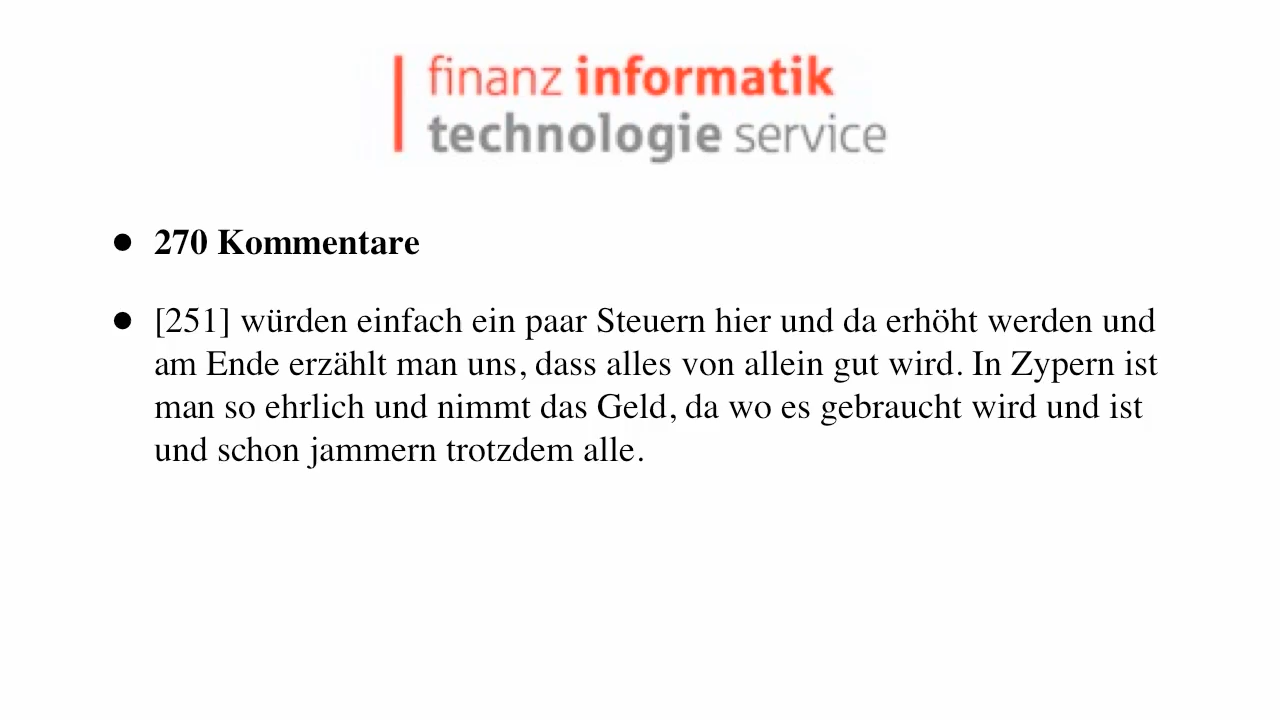 finanz informatik
technologie service
● 270 Kommentare
● [251] würden einfach ein paar Steuern hier und da erhöht werden und
am Ende erzählt man uns, dass alles von allein gut wird. In Zypern ist
man so ehrlich und nimmt das Geld, da wo es gebraucht wird und ist
und schon jammern trotzdem alle.